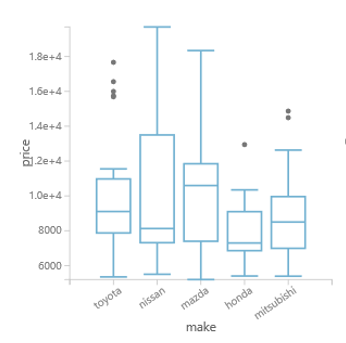 1.8e+4
1.6e+4
1.4e+4
1.2e+4
1.0e+4
8000
6000
price
toyota
nissan
mazda
honda
mitsubishi
make